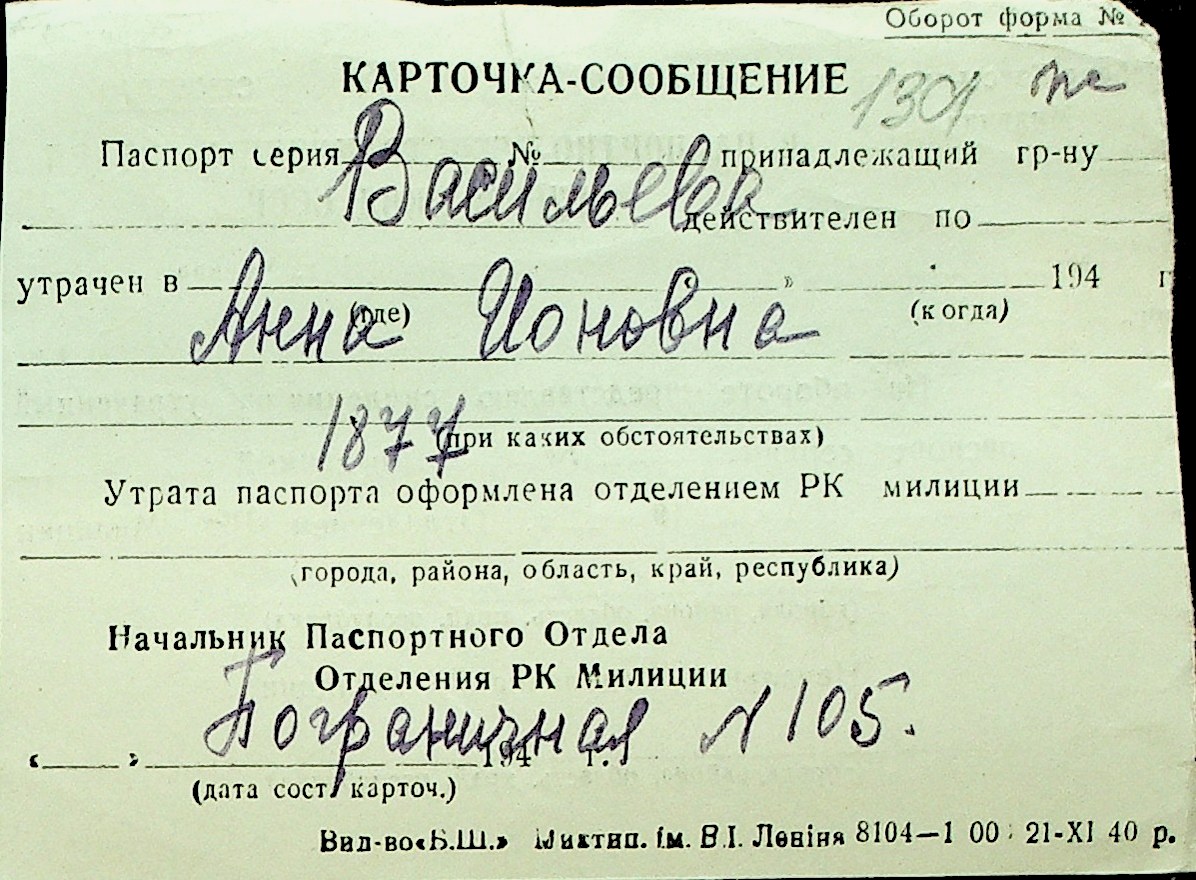 Оборот форма №
КАРТОЧКА-СООБЩЕНИЕ
1301
Паспорт серия № принадлежащий гр-ну
Васильева
действителен по
утрачен в « » 194 г
(где) (когда)
Анна Ионовна
1877
(при каких обстоятельствах)
Утрата паспорта оформлена отделением РК милиции
(города, района, область, край, республика)
Начальник Паспортного Отдела
Отделения РК Милиции
Пограничная № 105.
« » 194 г.
(дата сост. карточ.)
Вид-во «Б.Ш.» ім. В.І. Леніна 8104—1 00 21-XI 40 р.